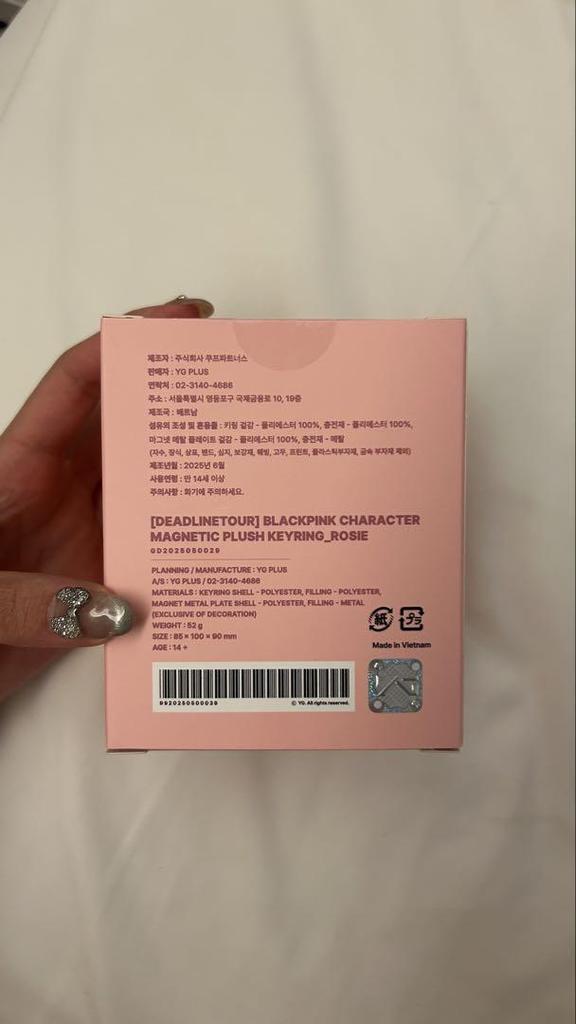 제조자 : 주식회사 쿠프파트너스
판매자 : YG PLUS
연락처 : 02-3140-4686
주소 : 서울특별시 영등포구 국제금융로 10, 19층
제조국 : 베트남
섬유의 조성 및 혼용률 : 키링 겉감 - 폴리에스터 100%, 충전재 - 폴리에스터 100%,
마그넷 메탈 플레이트 겉감 - 폴리에스터 100%, 충전재 - 메탈
(자수, 장식, 상표, 밴드, 심지, 보강재, 웨빙, 고무, 프린트, 플라스틱부자재, 금속 부자재 제외)
제조년월 : 2025년 6월
사용연령 : 만 14세 이상
주의사항 : 화기에 주의하세요.
[DEADLINETOUR] BLACKPINK CHARACTER
MAGNETIC PLUSH KEYRING_ROSIE
GD2025050029
PLANNING / MANUFACTURE : YG PLUS
A/S : YG PLUS / 02-3140-4686
MATERIALS : KEYRING SHELL - POLYESTER, FILLING - POLYESTER,
MAGNET METAL PLATE SHELL - POLYESTER, FILLING - METAL
(EXCLUSIVE OF DECORATION)
WEIGHT : 52 g
SIZE : 85 × 100 × 90 mm
AGE : 14 +
紙 プラ
Made in Vietnam
9920250500038
© YG. All rights reserved.